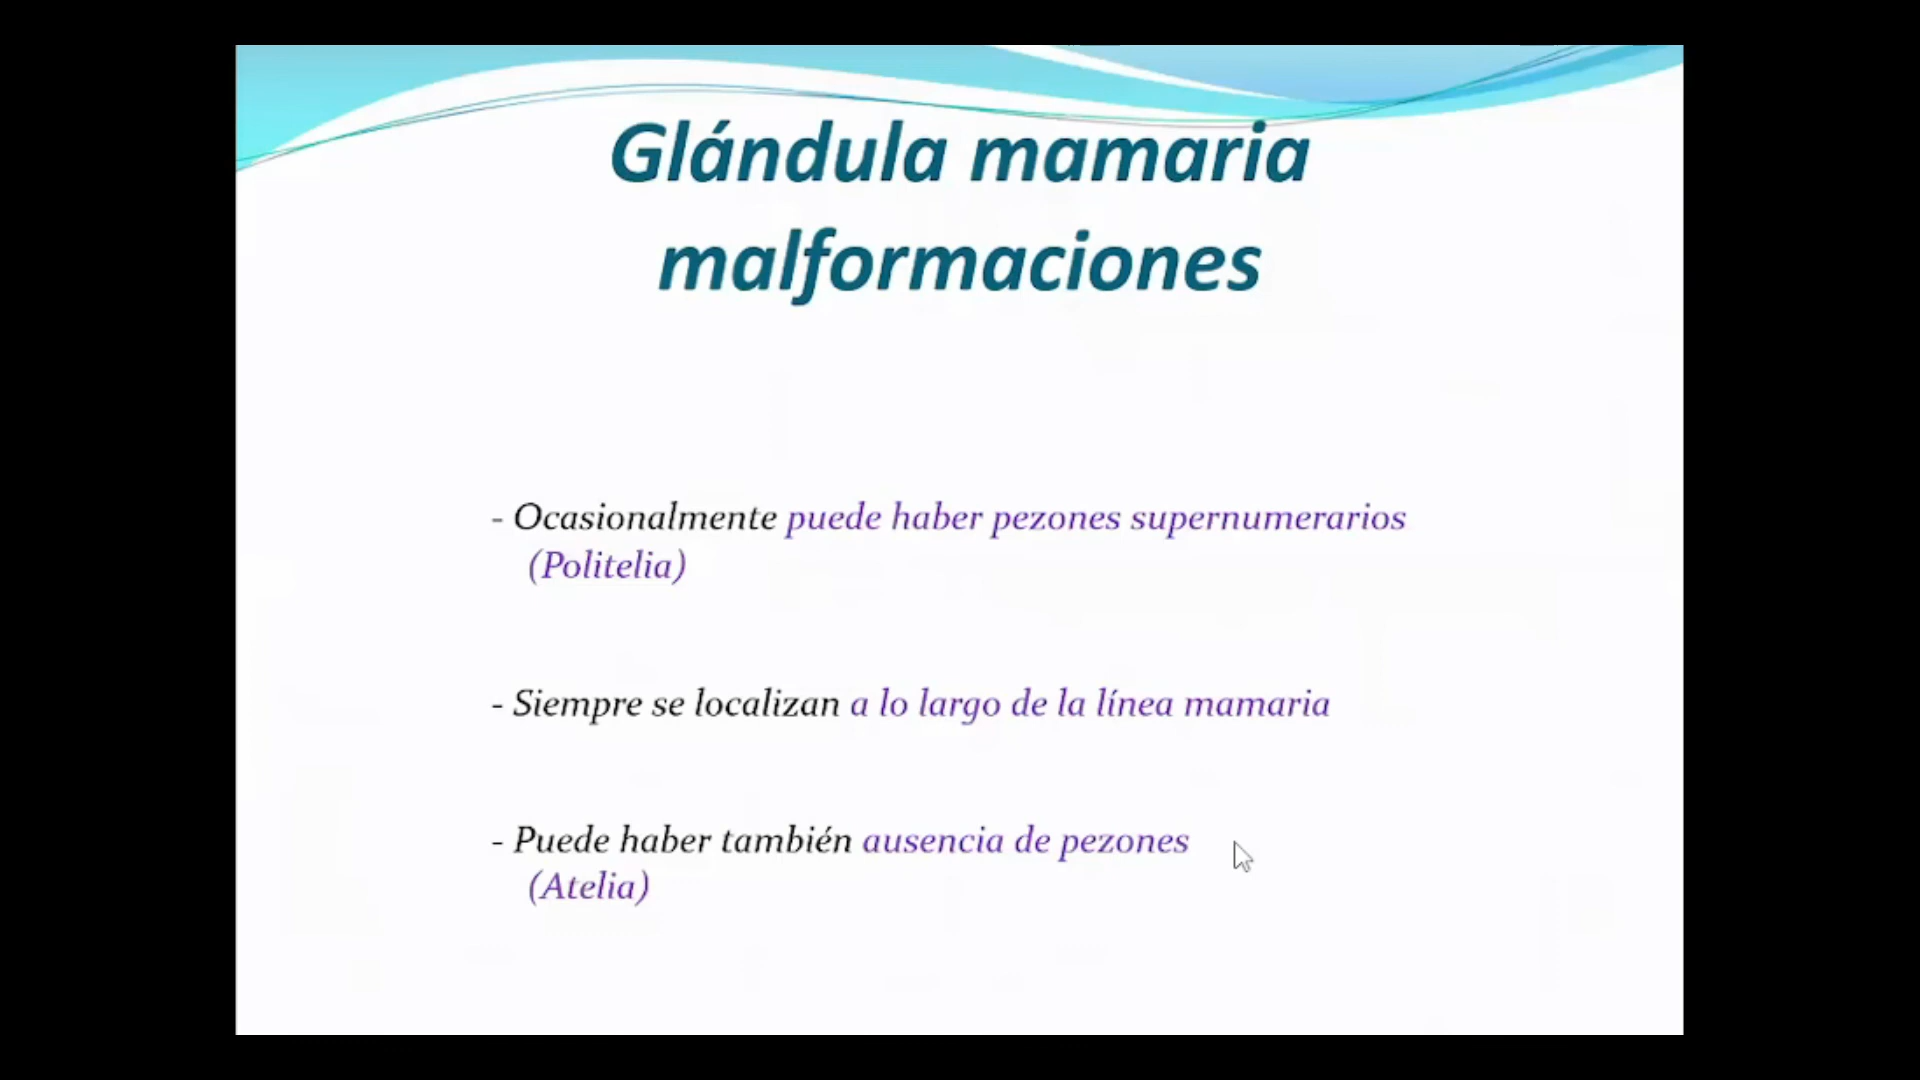 Glándula mamaria
malformaciones
- Ocasionalmente puede haber pezones supernumerarios
(Politelia)
- Siempre se localizan a lo largo de la línea mamaria
- Puede haber también ausencia de pezones
(Atelia)